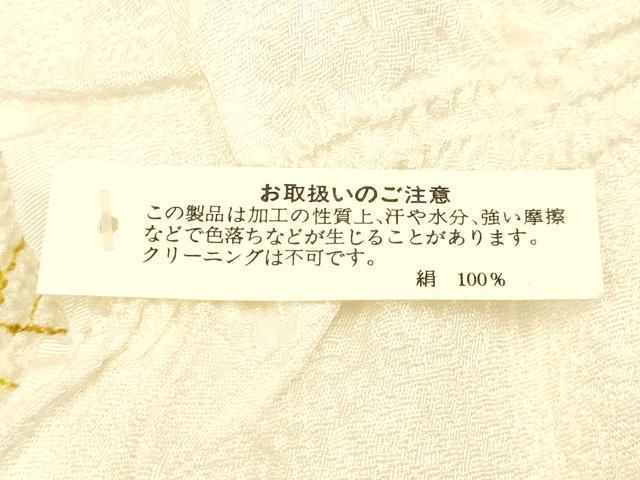 お取扱いのご注意
この製品は加工の性質上、汗や水分、強い摩擦
などで色落ちなどが生じることがあります。
クリーニングは不可です。
絹 100%